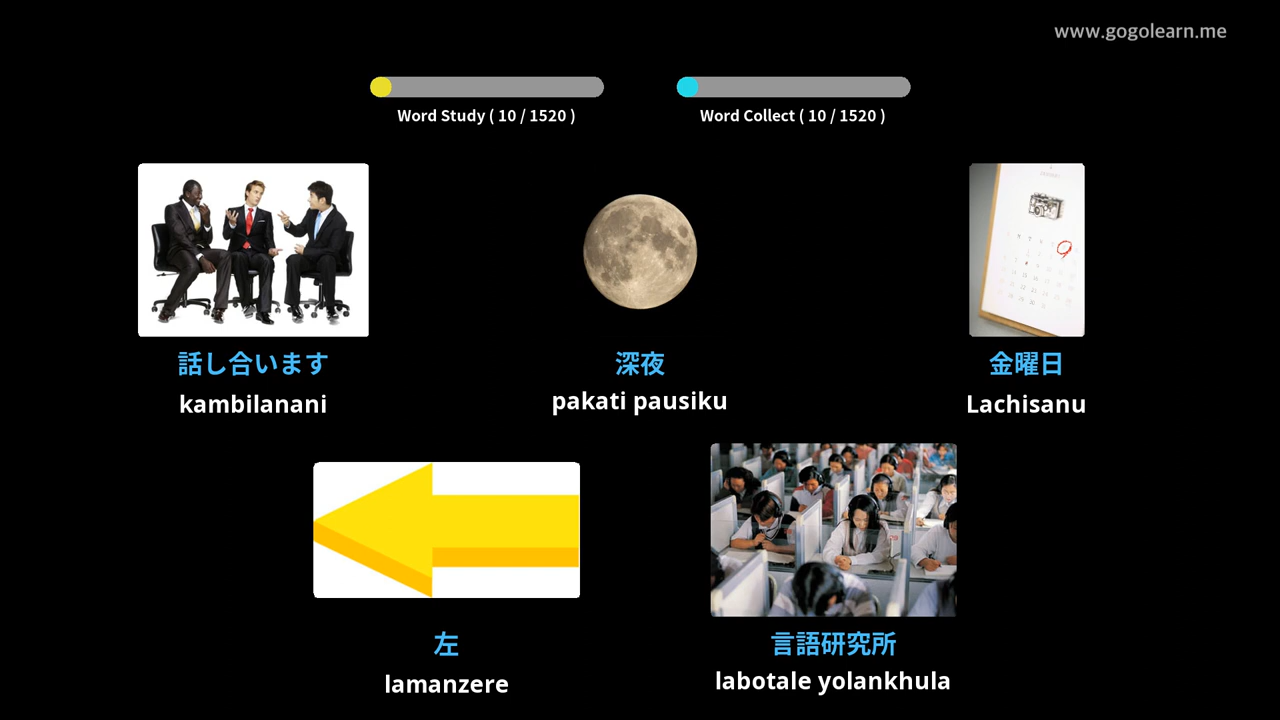 www.gogolearn.me
Word Study ( 10 / 1520 )
Word Collect ( 10 / 1520 )
話し合います
kambilanani
深夜
pakati pausiku
金曜日
Lachisanu
左
lamanzere
言語研究所
labotale yolankhula